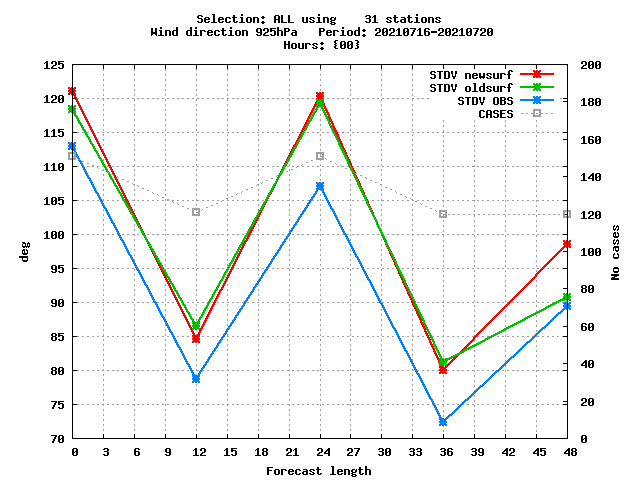 Selection: ALL using    31 stations
Wind direction 925hPa   Period: 20210716-20210720
Hours: {00}
STDV newsurf
STDV oldsurf
STDV OBS
CASES
125
120
115
110
105
100
95
90
85
80
75
70
deg
200
180
160
140
120
100
80
60
40
20
0
No cases
0 3 6 9 12 15 18 21 24 27 30 33 36 39 42 45 48
Forecast length